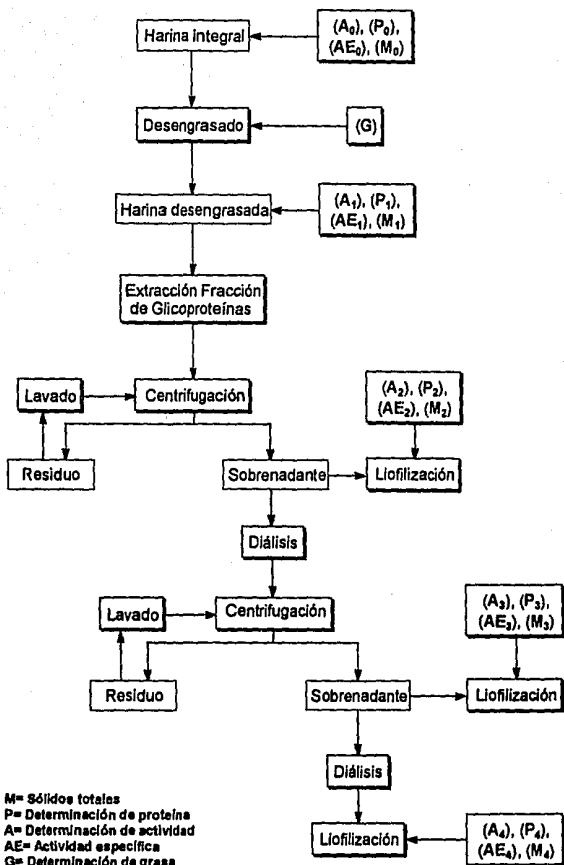 Harina integral
(A₀), (P₀),
(AE₀), (M₀)
Desengrasado
(G)
Harina desengrasada
(A₁), (P₁),
(AE₁), (M₁)
Extracción Fracción
de Glicoproteínas
Lavado
Centrifugación
(A₂), (P₂),
(AE₂), (M₂)
Residuo
Sobrenadante
Liofilización
Diálisis
Lavado
Centrifugación
(A₃), (P₃),
(AE₃), (M₃)
Residuo
Sobrenadante
Liofilización
Diálisis
Liofilización
(A₄), (P₄),
(AE₄), (M₄)
M= Sólidos totales
P= Determinación de proteína
A= Determinación de actividad
AE= Actividad específica
G= Determinación de grasa